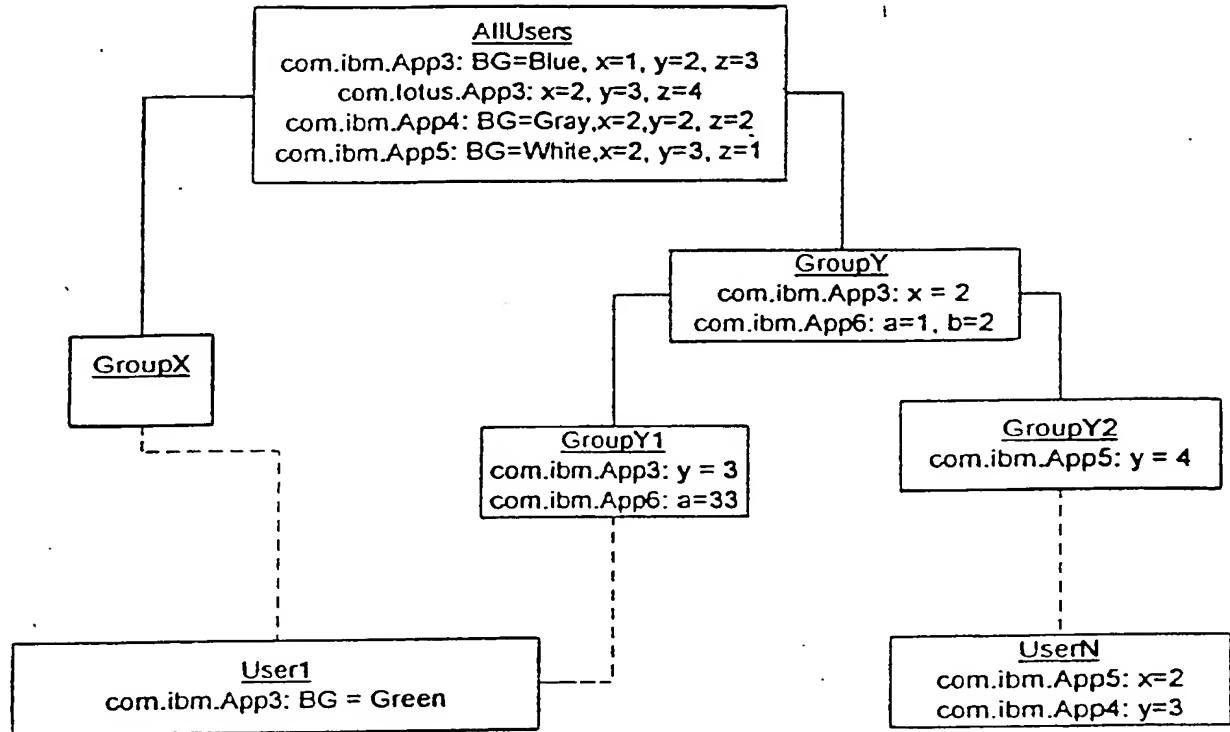 AllUsers
com.ibm.App3: BG=Blue, x=1, y=2, z=3
com.lotus.App3: x=2, y=3, z=4
com.ibm.App4: BG=Gray,x=2,y=2, z=2
com.ibm.App5: BG=White,x=2, y=3, z=1
GroupY
com.ibm.App3: x = 2
com.ibm.App6: a=1, b=2
GroupX
GroupY1
com.ibm.App3: y = 3
com.ibm.App6: a=33
GroupY2
com.ibm.App5: y = 4
User1
com.ibm.App3: BG = Green
UserN
com.ibm.App5: x=2
com.ibm.App4: y=3